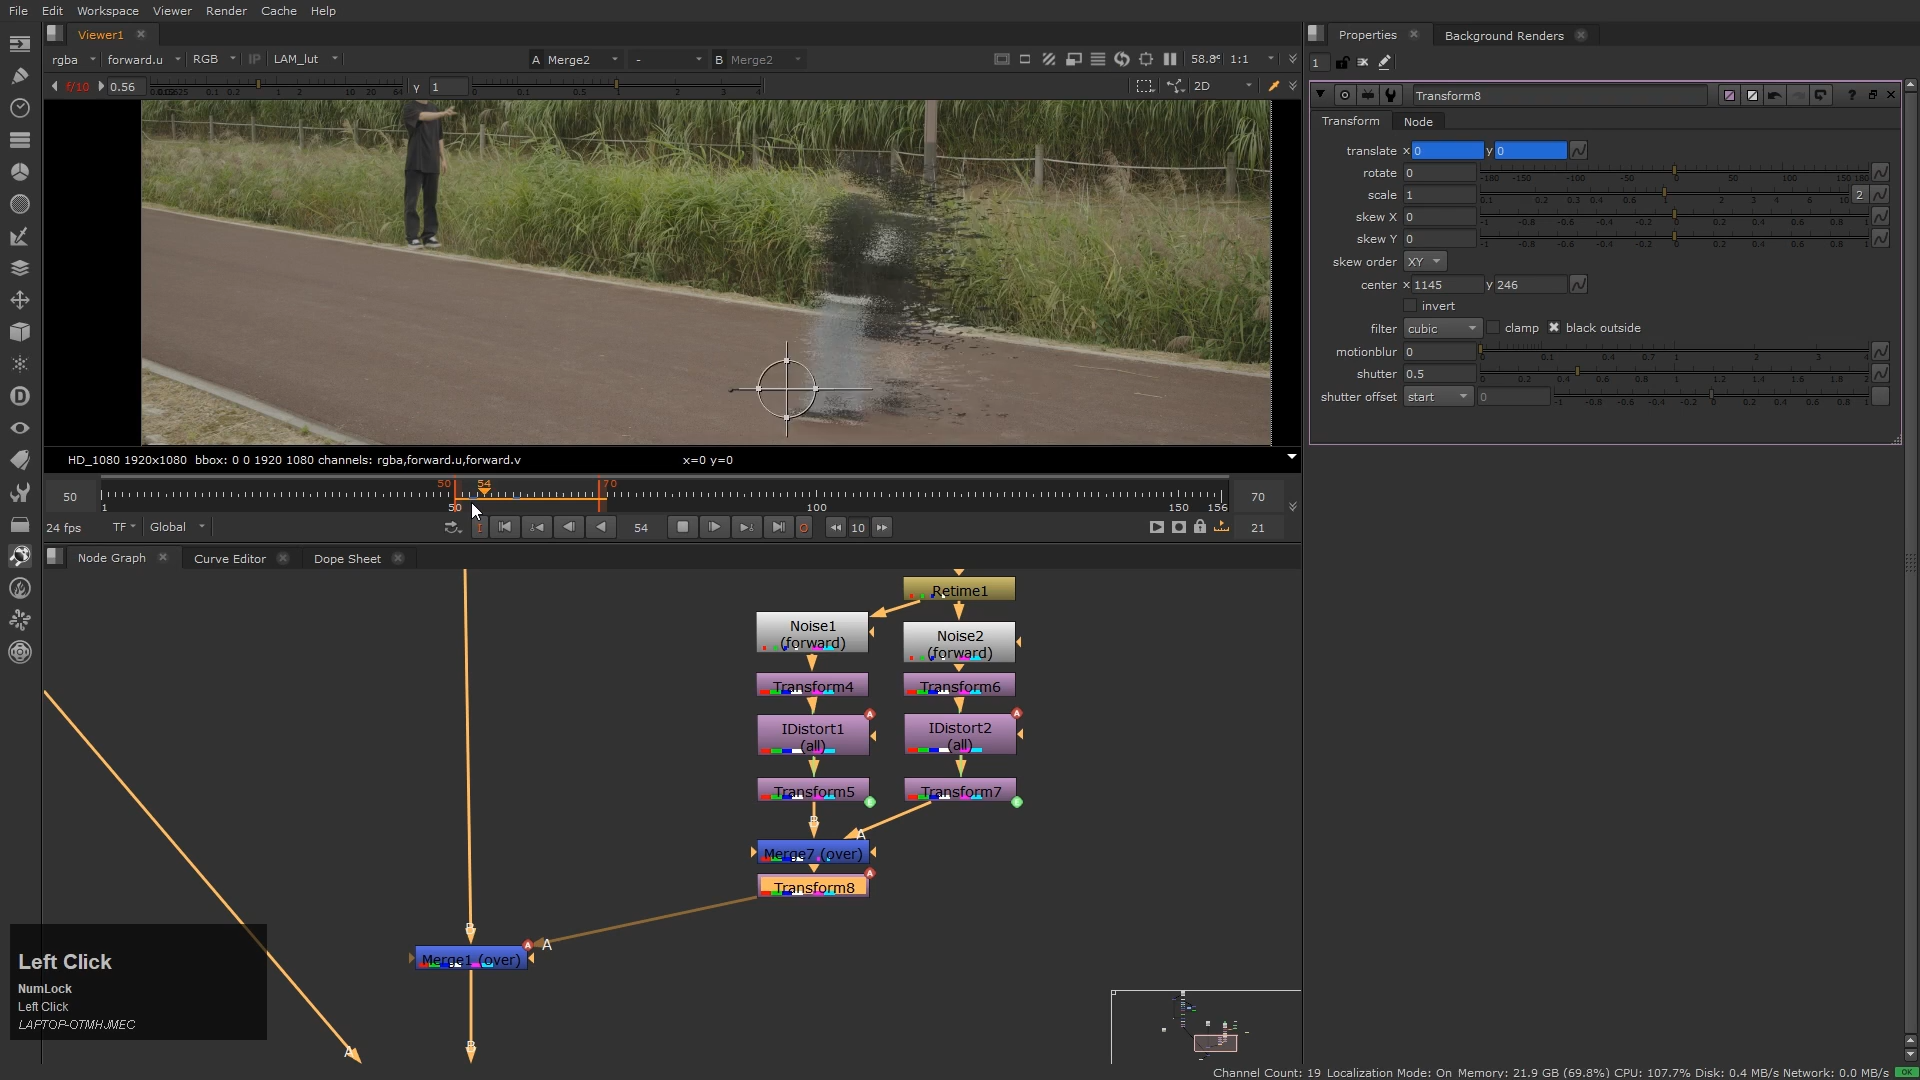 File Edit Workspace Viewer Render Cache Help
Viewer1
Properties
Background Renders
rgba forward.u RGB IP LAM_lut A Merge2 - B Merge2 58.8% 1:1
1
f/10 0.56 γ 1 2D
Transform8
Transform Node
translate x 0 y 0
rotate 0
scale 1 2
skew X 0
skew Y 0
skew order XY
center x 1145 y 246
invert
filter cubic clamp black outside
motionblur 0
shutter 0.5
shutter offset start 0
HD_1080 1920x1080 bbox: 0 0 1920 1080 channels: rgba,forward.u,forward.v x=0 y=0
50 54 70
50 70
1 50 100 150 156
24 fps TF Global 54 10 21
Node Graph Curve Editor Dope Sheet
Retime1
Noise1
(forward)
Noise2
(forward)
Transform4
Transform6
IDistort1
(all)
IDistort2
(all)
Transform5
Transform7
B
A
Merge7 (over)
Transform8
B
A
Merge1 (over)
A
B
Left Click
NumLock
Left Click
LAPTOP-OTMHJMEC
Channel Count: 19 Localization Mode: On Memory: 21.9 GB (69.8%) CPU: 107.7% Disk: 0.4 MB/s Network: 0.0 MB/s OK